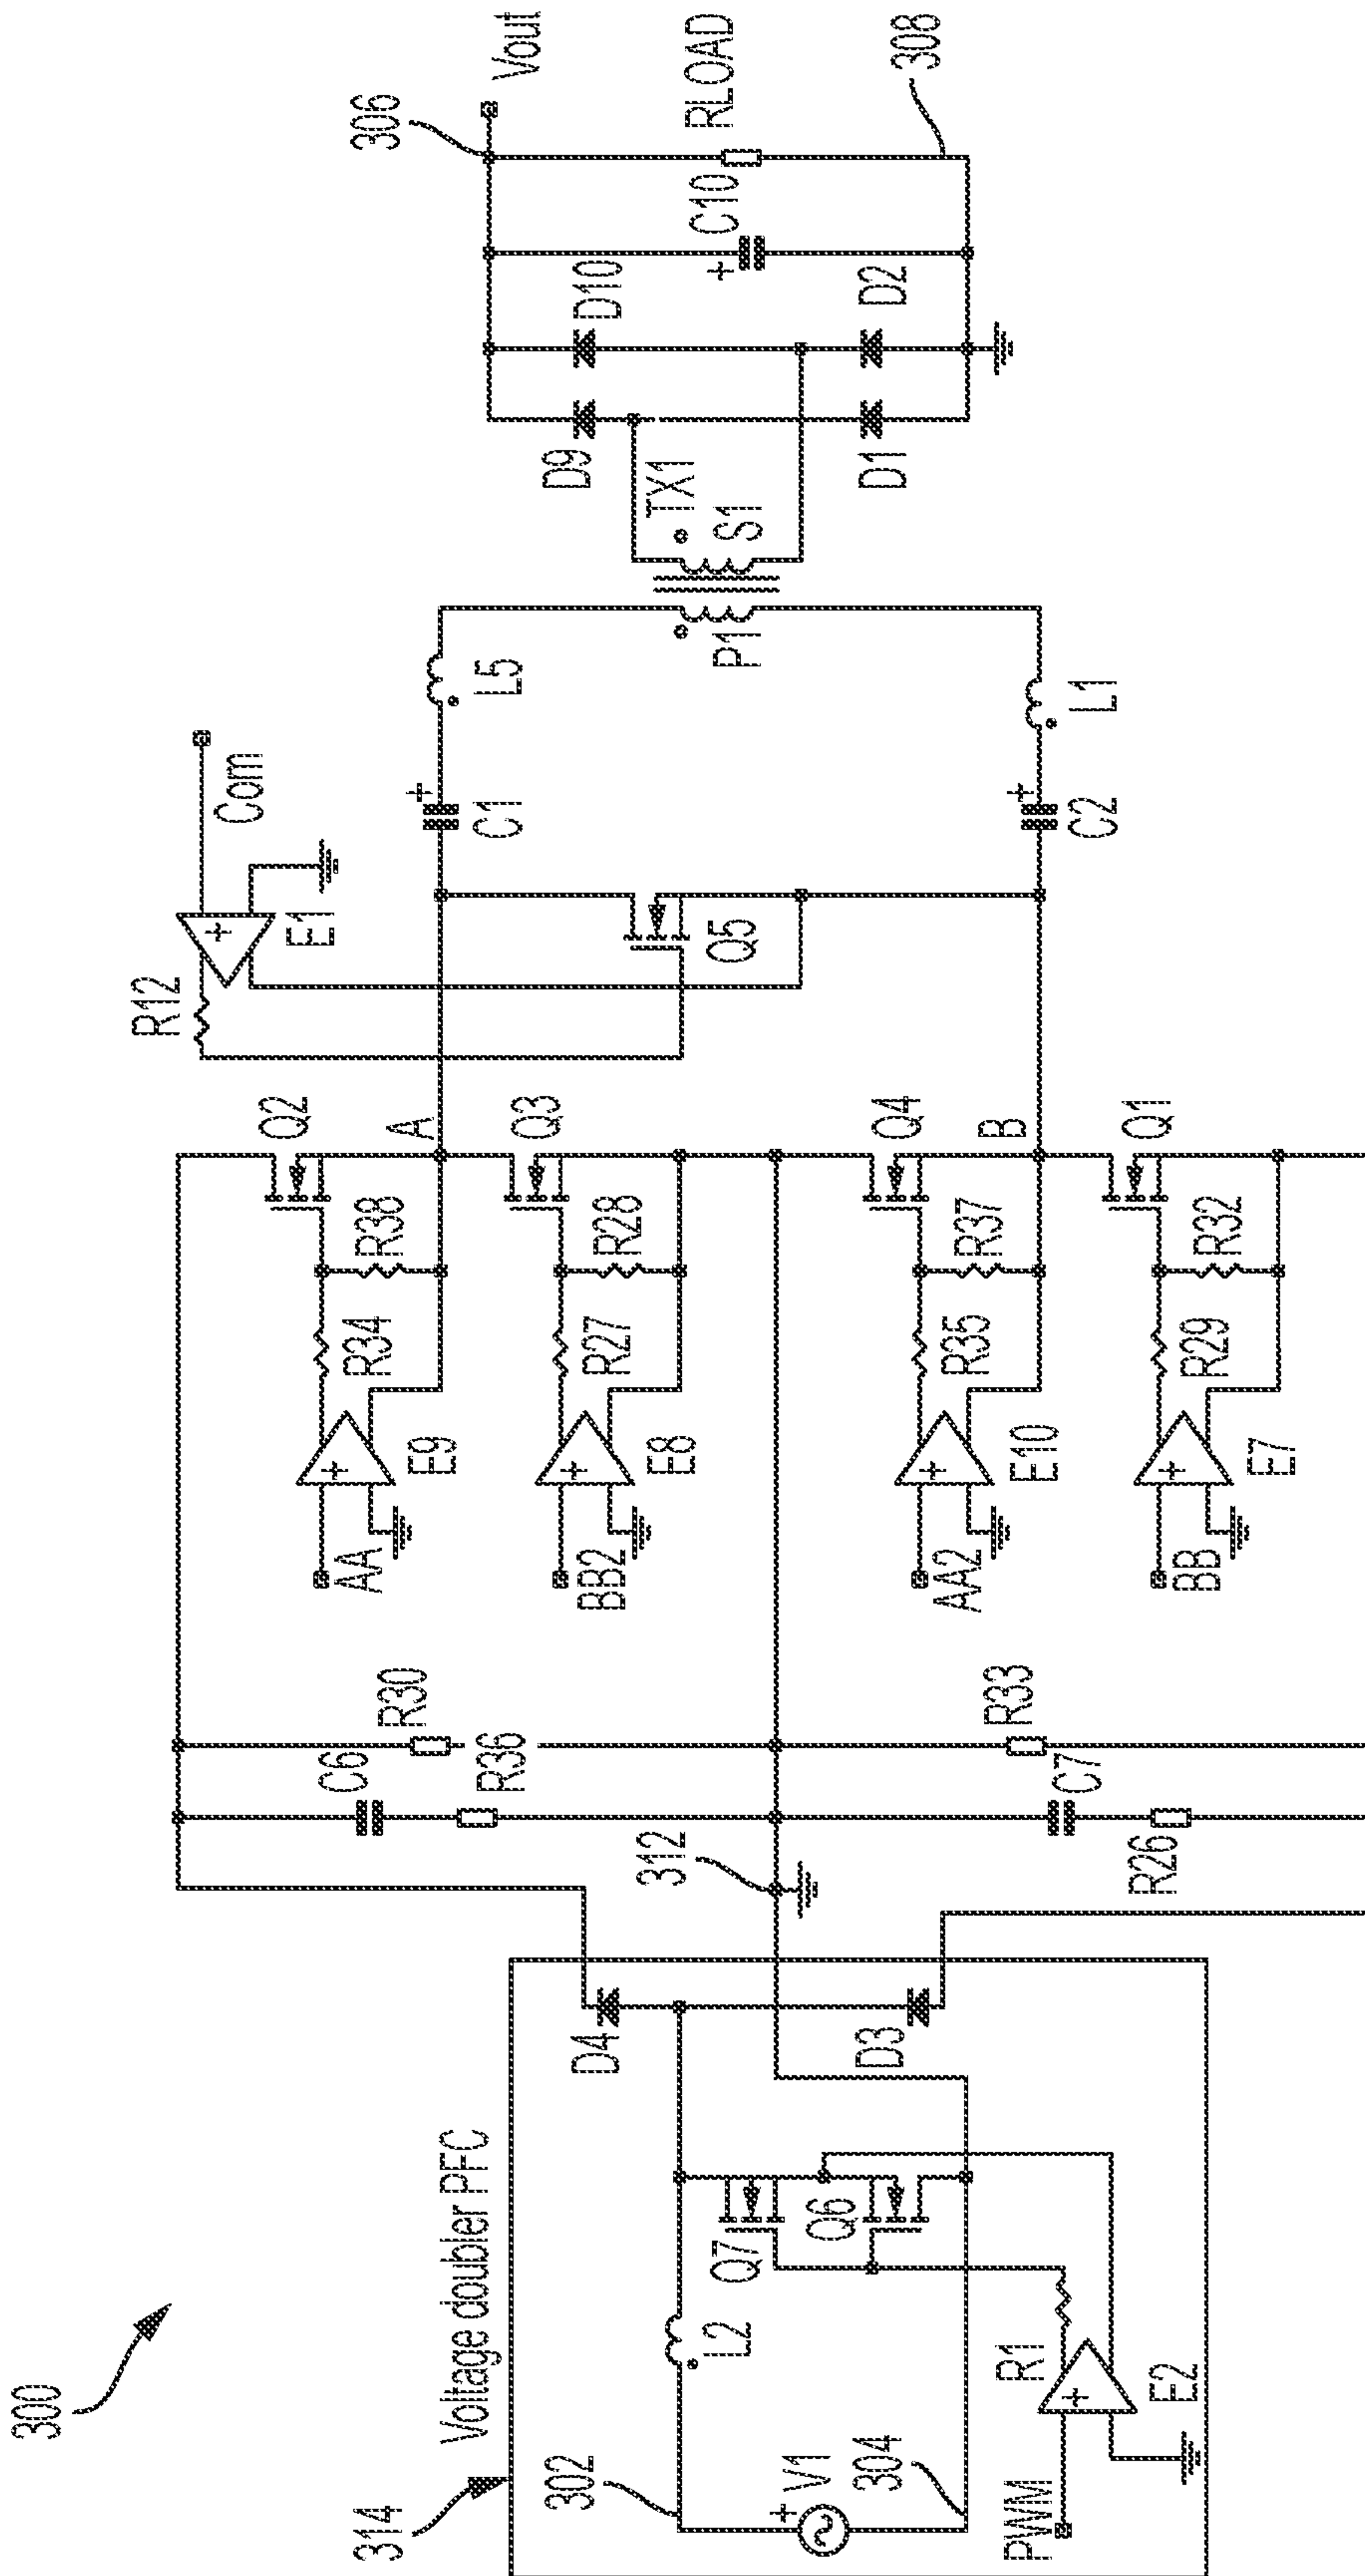 300
314
Voltage doubler PFC
302
V1
304
PWM
R1
E2
L2
Q7
Q6
D4
D3
312
C6
R36
R30
C7
R26
R33
AA
E9
R34
R38
Q2
A
BB2
E8
R27
R28
Q3
AA2
E10
R35
R37
Q4
B
BB
E7
R29
R32
Q1
R12
E1
Com
Q5
C1
L5
C2
L1
P1
S1
TX1
D9
D10
D1
D2
C10
RLOAD
306
308
Vout